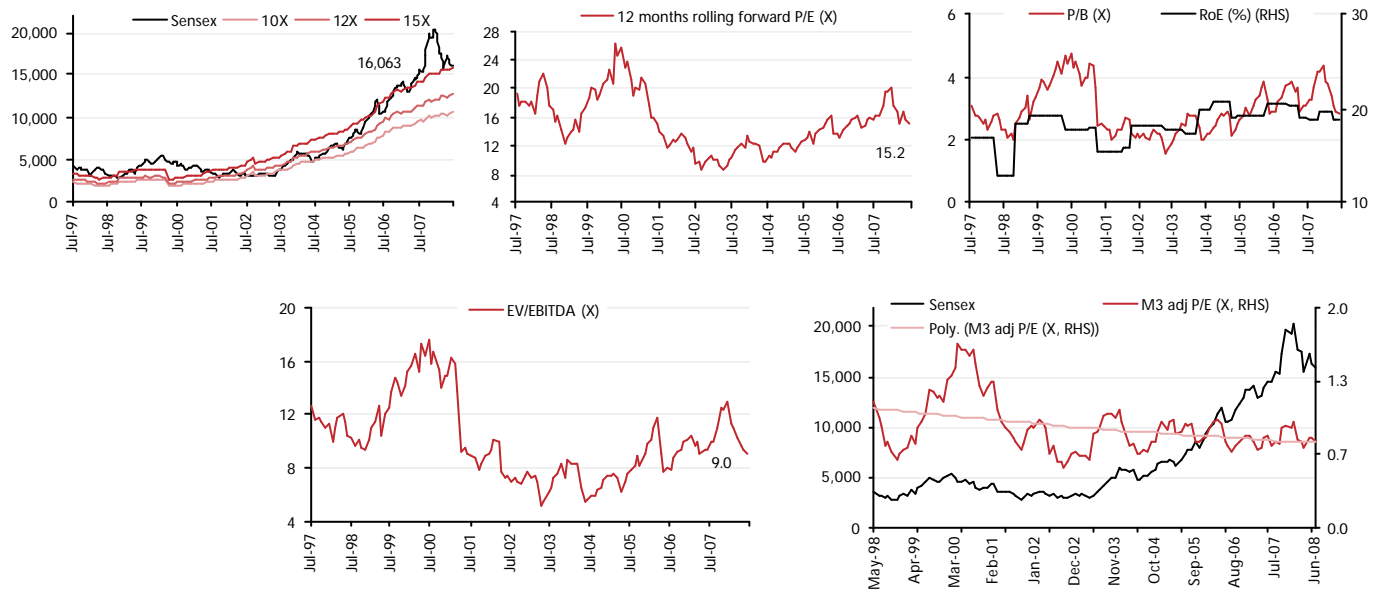 Sensex 10X 12X 15X
20,000
15,000
10,000
5,000
0
16,063
Jul-97
Jul-98
Jul-99
Jul-00
Jul-01
Jul-02
Jul-03
Jul-04
Jul-05
Jul-06
Jul-07
12 months rolling forward P/E (X)
28
24
20
16
12
8
4
15.2
Jul-97
Jul-98
Jul-99
Jul-00
Jul-01
Jul-02
Jul-03
Jul-04
Jul-05
Jul-06
Jul-07
P/B (X) RoE (%) (RHS)
6 30
4 20
2
0 10
Jul-97
Jul-98
Jul-99
Jul-00
Jul-01
Jul-02
Jul-03
Jul-04
Jul-05
Jul-06
Jul-07
EV/EBITDA (X)
20
16
12
8
4
9.0
Jul-97
Jul-98
Jul-99
Jul-00
Jul-01
Jul-02
Jul-03
Jul-04
Jul-05
Jul-06
Jul-07
Sensex M3 adj P/E (X, RHS)
Poly. (M3 adj P/E (X, RHS))
20,000 2.0
15,000 1.3
10,000 0.7
5,000 0.0
0
May-98
Apr-99
Mar-00
Feb-01
Jan-02
Dec-02
Nov-03
Oct-04
Sep-05
Aug-06
Jul-07
Jun-08